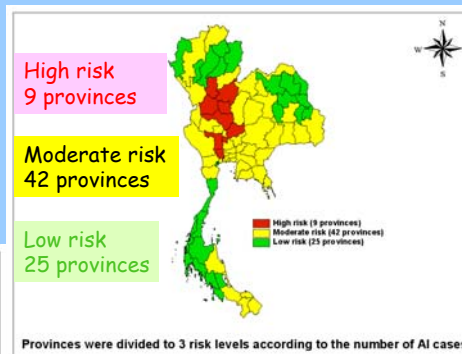 High risk
9 provinces
Moderate risk
42 provinces
Low risk
25 provinces
N
W
S
High risk (9 provinces)
Moderate risk (42 provinces)
Low risk (25 provinces)
Provinces were divided to 3 risk levels according to the number of AI cases